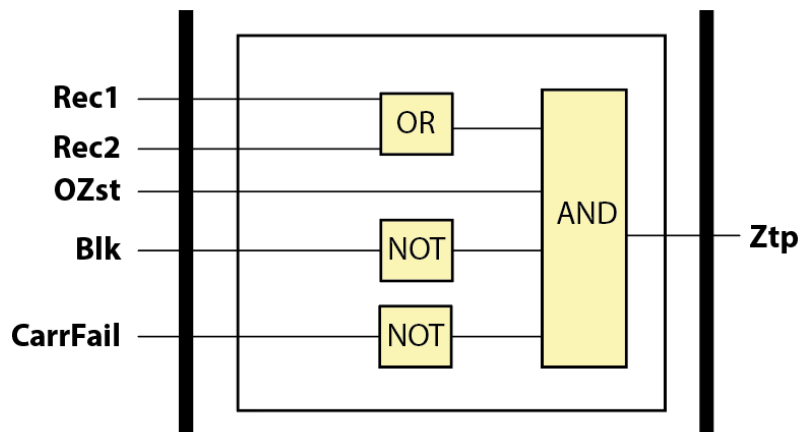 Rec1
OR
Rec2
OZst
AND
Ztp
Blk
NOT
CarrFail
NOT